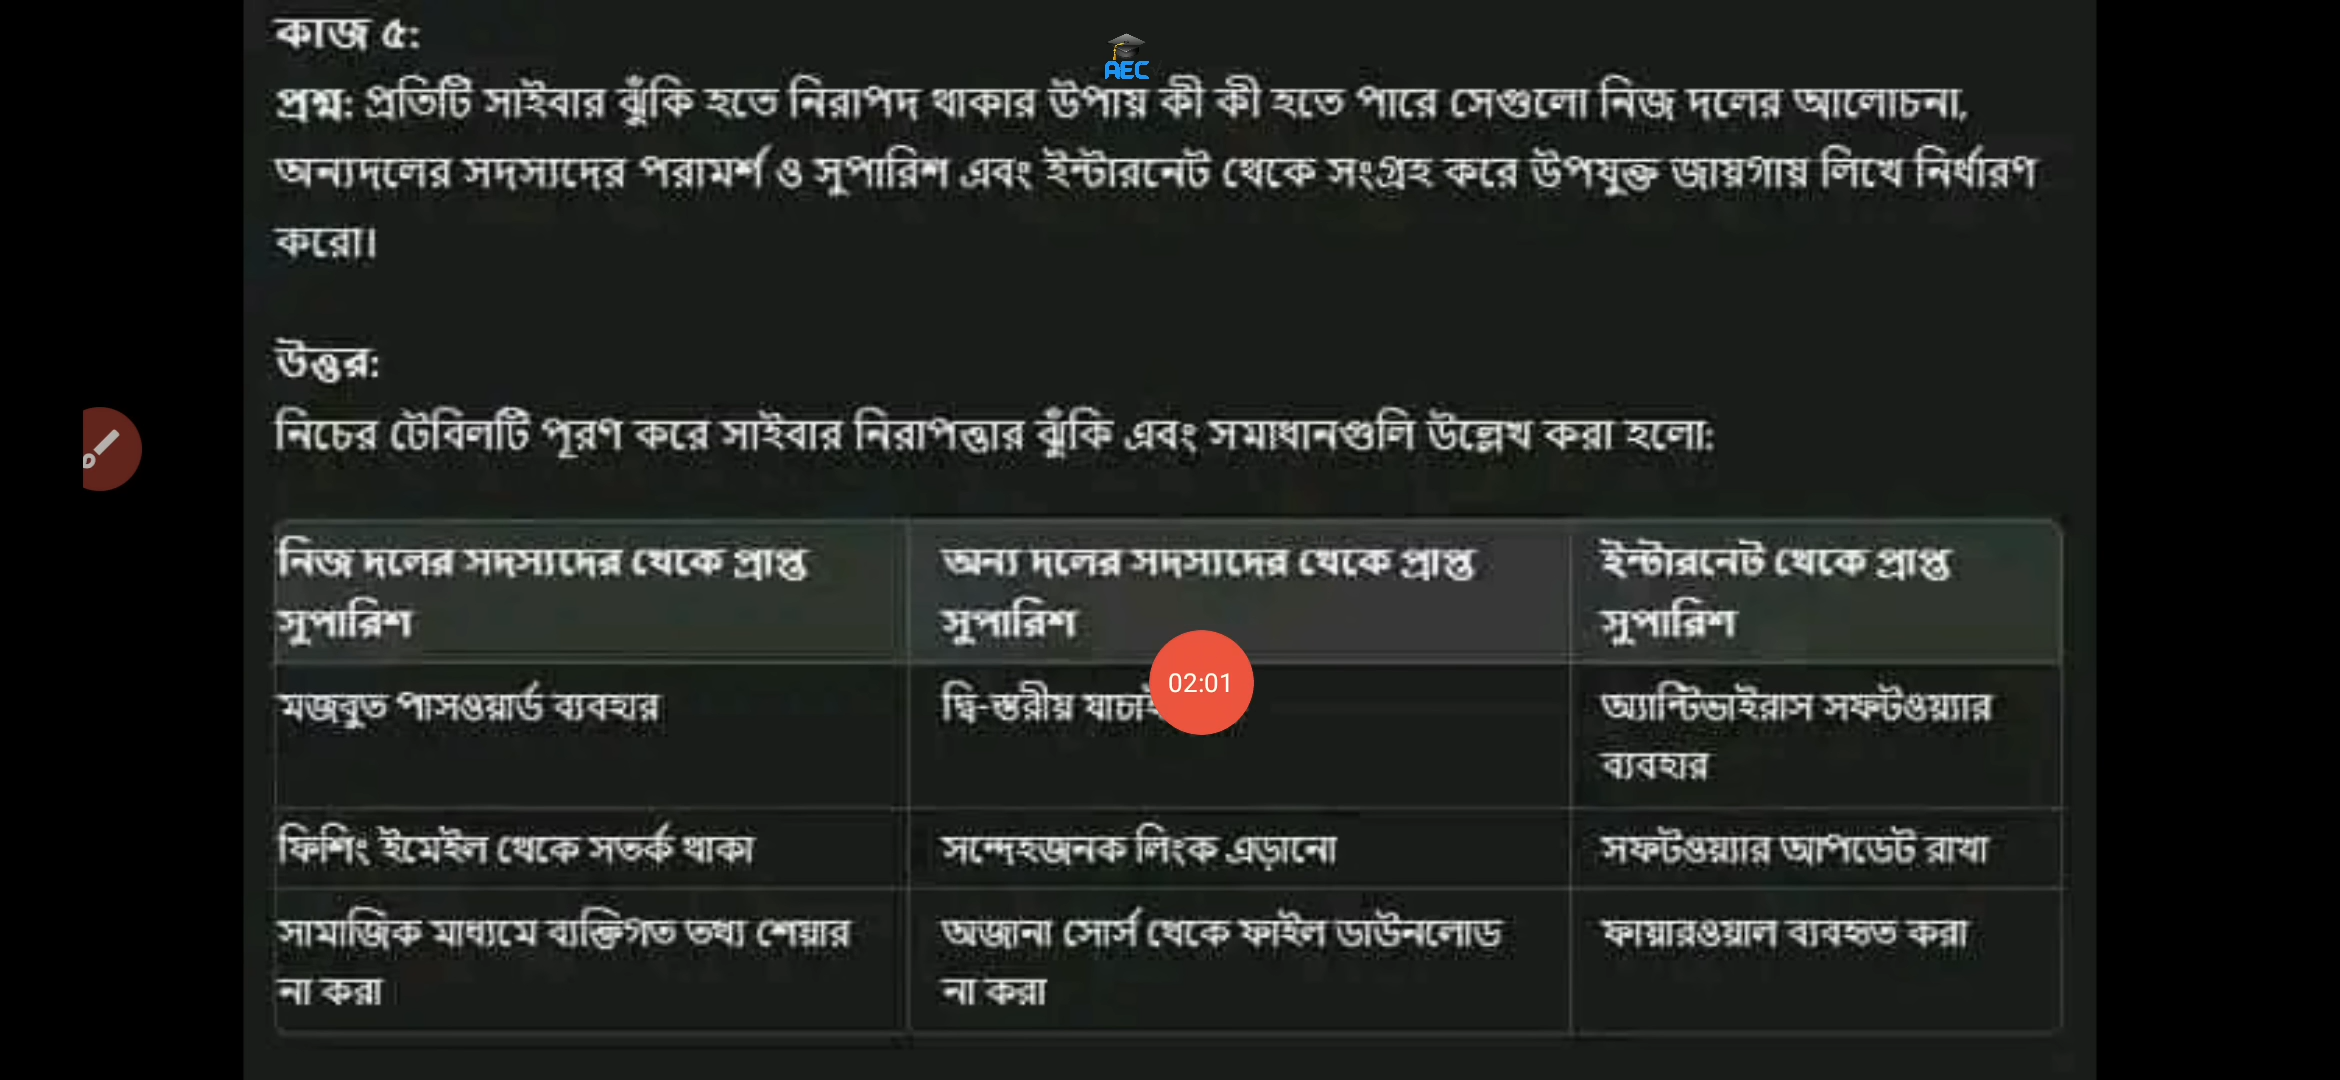 কাজ ৫:
AEC
প্রশ্ন: প্রতিটি সাইবার ঝুঁকি হতে নিরাপদ থাকার উপায় কী কী হতে পারে সেগুলো নিজ দলের আলোচনা,
অন্যদলের সদস্যদের পরামর্শ ও সুপারিশ এবং ইন্টারনেট থেকে সংগ্রহ করে উপযুক্ত জায়গায় লিখে নির্ধারণ
করো।
উত্তর:
নিচের টেবিলটি পূরণ করে সাইবার নিরাপত্তার ঝুঁকি এবং সমাধানগুলি উল্লেখ করা হলো:
নিজ দলের সদস্যদের থেকে প্রাপ্ত
সুপারিশ
অন্য দলের সদস্যদের থেকে প্রাপ্ত
সুপারিশ
ইন্টারনেট থেকে প্রাপ্ত
সুপারিশ
মজবুত পাসওয়ার্ড ব্যবহার
দ্বি-স্তরীয়
02:01
অ্যান্টিভাইরাস সফটওয়্যার
ব্যবহার
ফিশিং ইমেইল থেকে সতর্ক থাকা
সন্দেহজনক লিংক এড়ানো
সফটওয়্যার আপডেট রাখা
সামাজিক মাধ্যমে ব্যক্তিগত তথ্য শেয়ার
না করা
অজানা সোর্স থেকে ফাইল ডাউনলোড
না করা
ফায়ারওয়াল ব্যবহৃত করা